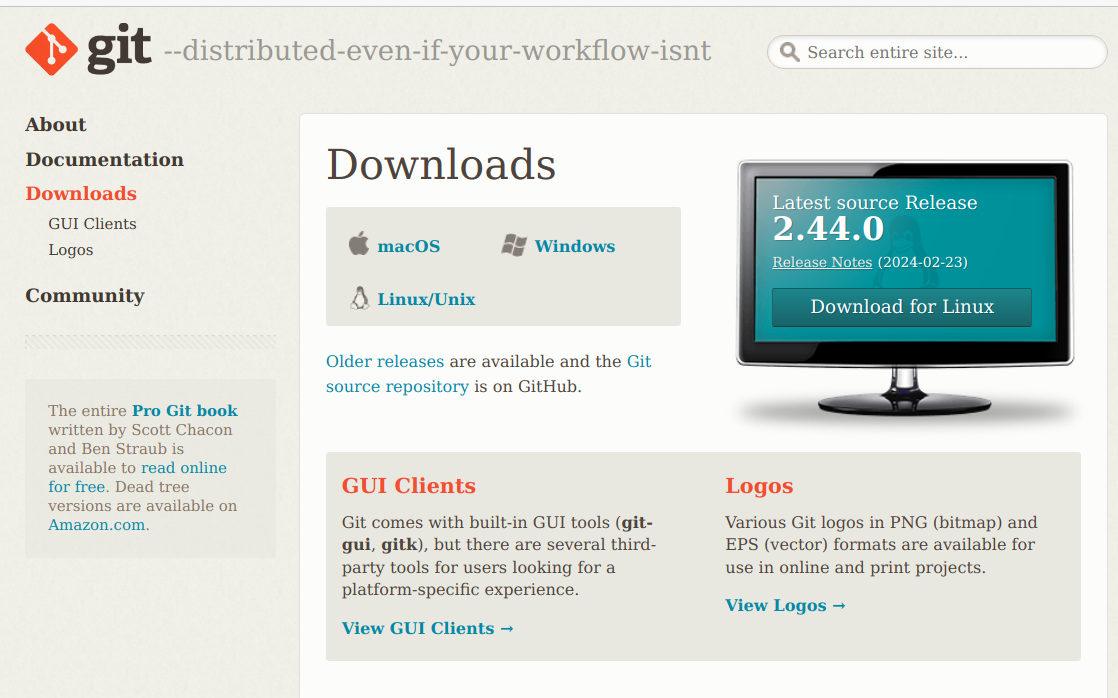 git --distributed-even-if-your-workflow-isnt
Search entire site...
About
Documentation
Downloads
GUI Clients
Logos
Community
The entire Pro Git book
written by Scott Chacon
and Ben Straub is
available to read online
for free. Dead tree
versions are available on
Amazon.com.
Downloads
macOS
Windows
Linux/Unix
Older releases are available and the Git
source repository is on GitHub.
Latest source Release
2.44.0
Release Notes (2024-02-23)
Download for Linux
GUI Clients
Git comes with built-in GUI tools (git-
gui, gitk), but there are several third-
party tools for users looking for a
platform-specific experience.
View GUI Clients →
Logos
Various Git logos in PNG (bitmap) and
EPS (vector) formats are available for
use in online and print projects.
View Logos →